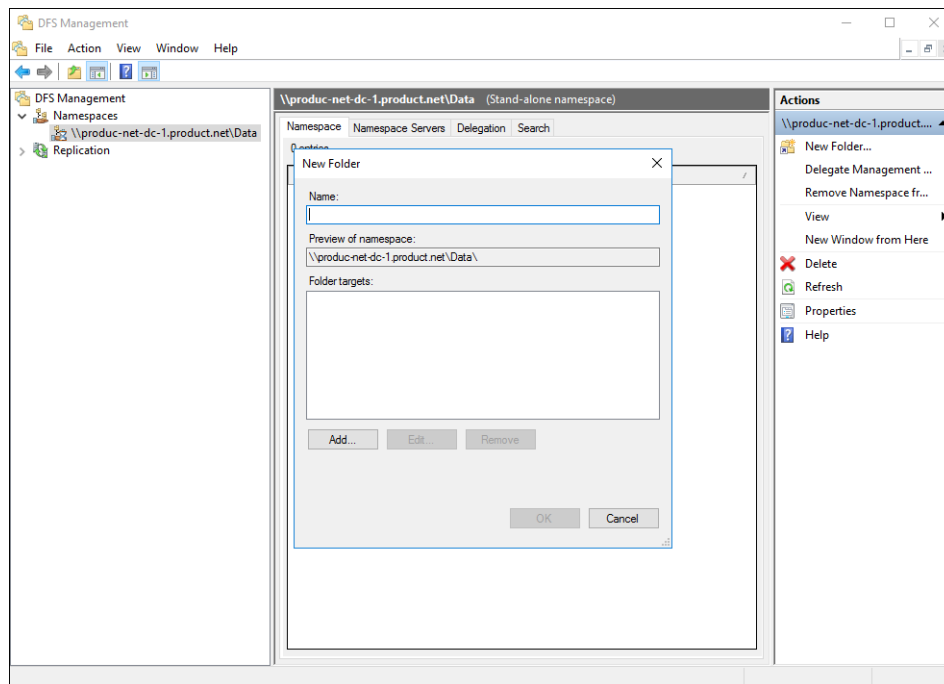 DFS Management
File Action View Window Help
DFS Management
Namespaces
\\produc-net-dc-1.product.net\Data
Replication
\\produc-net-dc-1.product.net\Data (Stand-alone namespace)
Namespace Namespace Servers Delegation Search
0 entries
New Folder
Name:
Preview of namespace:
\\produc-net-dc-1.product.net\Data\
Folder targets:
Add... Edit... Remove
OK Cancel
Actions
\\produc-net-dc-1.product....
New Folder...
Delegate Management ...
Remove Namespace fr...
View
New Window from Here
Delete
Refresh
Properties
Help